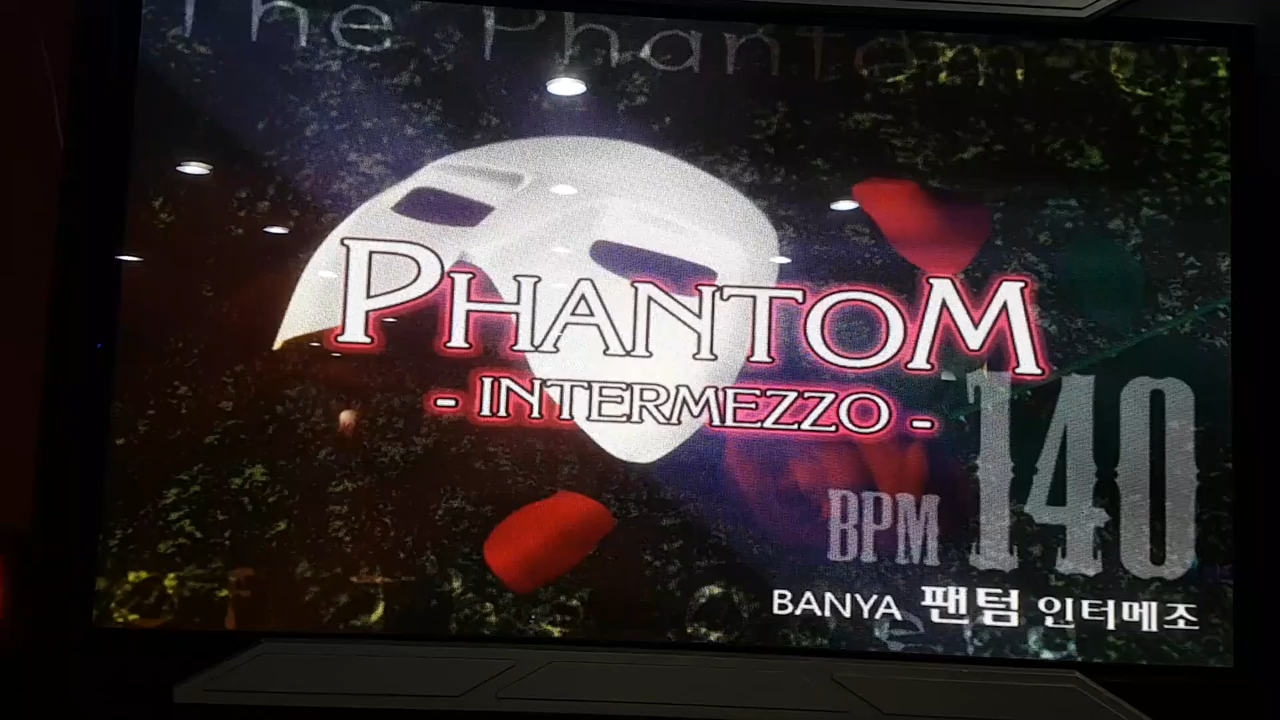 The Phantom
PHANTOM
- INTERMEZZO -
BPM 140
BANYA 팬텀 인터메조